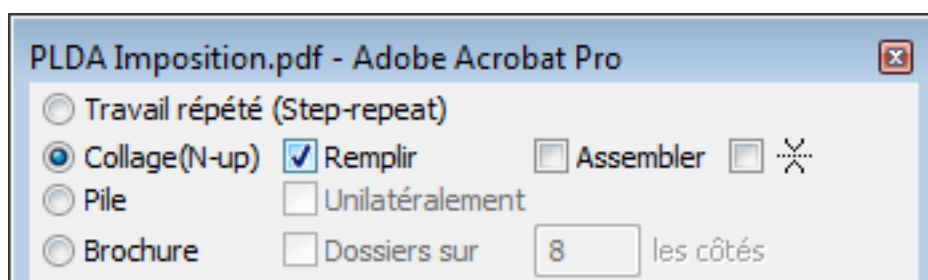 PLDA Imposition.pdf - Adobe Acrobat Pro
Travail répété (Step-repeat)
Collage(N-up) Remplir Assembler
Pile Unilatéralement
Brochure Dossiers sur 8 les côtés